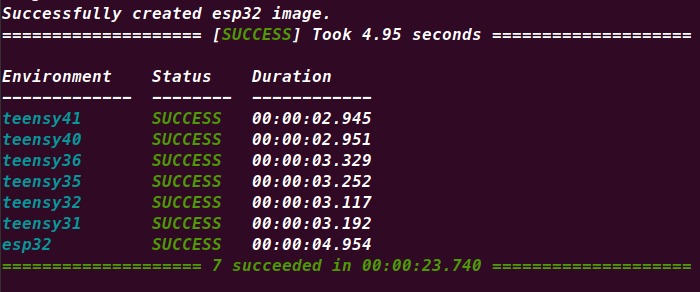 Successfully created esp32 image.
==================== [SUCCESS] Took 4.95 seconds ====================
Environment    Status    Duration
-------------  --------  ------------
teensy41       SUCCESS   00:00:02.945
teensy40       SUCCESS   00:00:02.951
teensy36       SUCCESS   00:00:03.329
teensy35       SUCCESS   00:00:03.252
teensy32       SUCCESS   00:00:03.117
teensy31       SUCCESS   00:00:03.192
esp32          SUCCESS   00:00:04.954
==================== 7 succeeded in 00:00:23.740 ====================